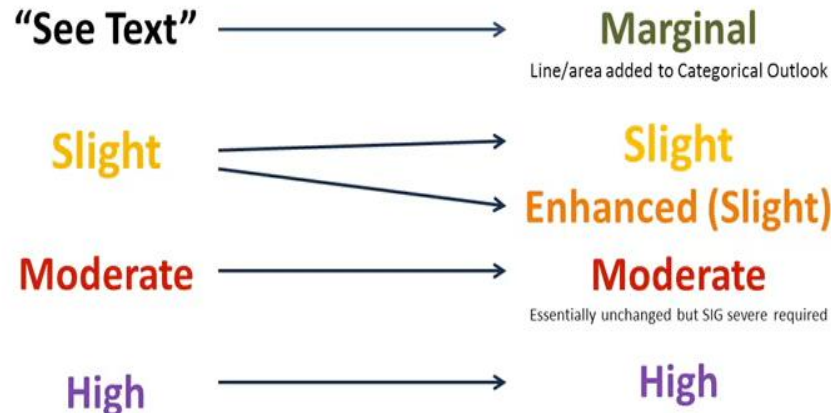 “See Text”
Marginal
Line/area added to Categorical Outlook
Slight
Slight
Enhanced (Slight)
Moderate
Moderate
Essentially unchanged but SIG severe required
High
High